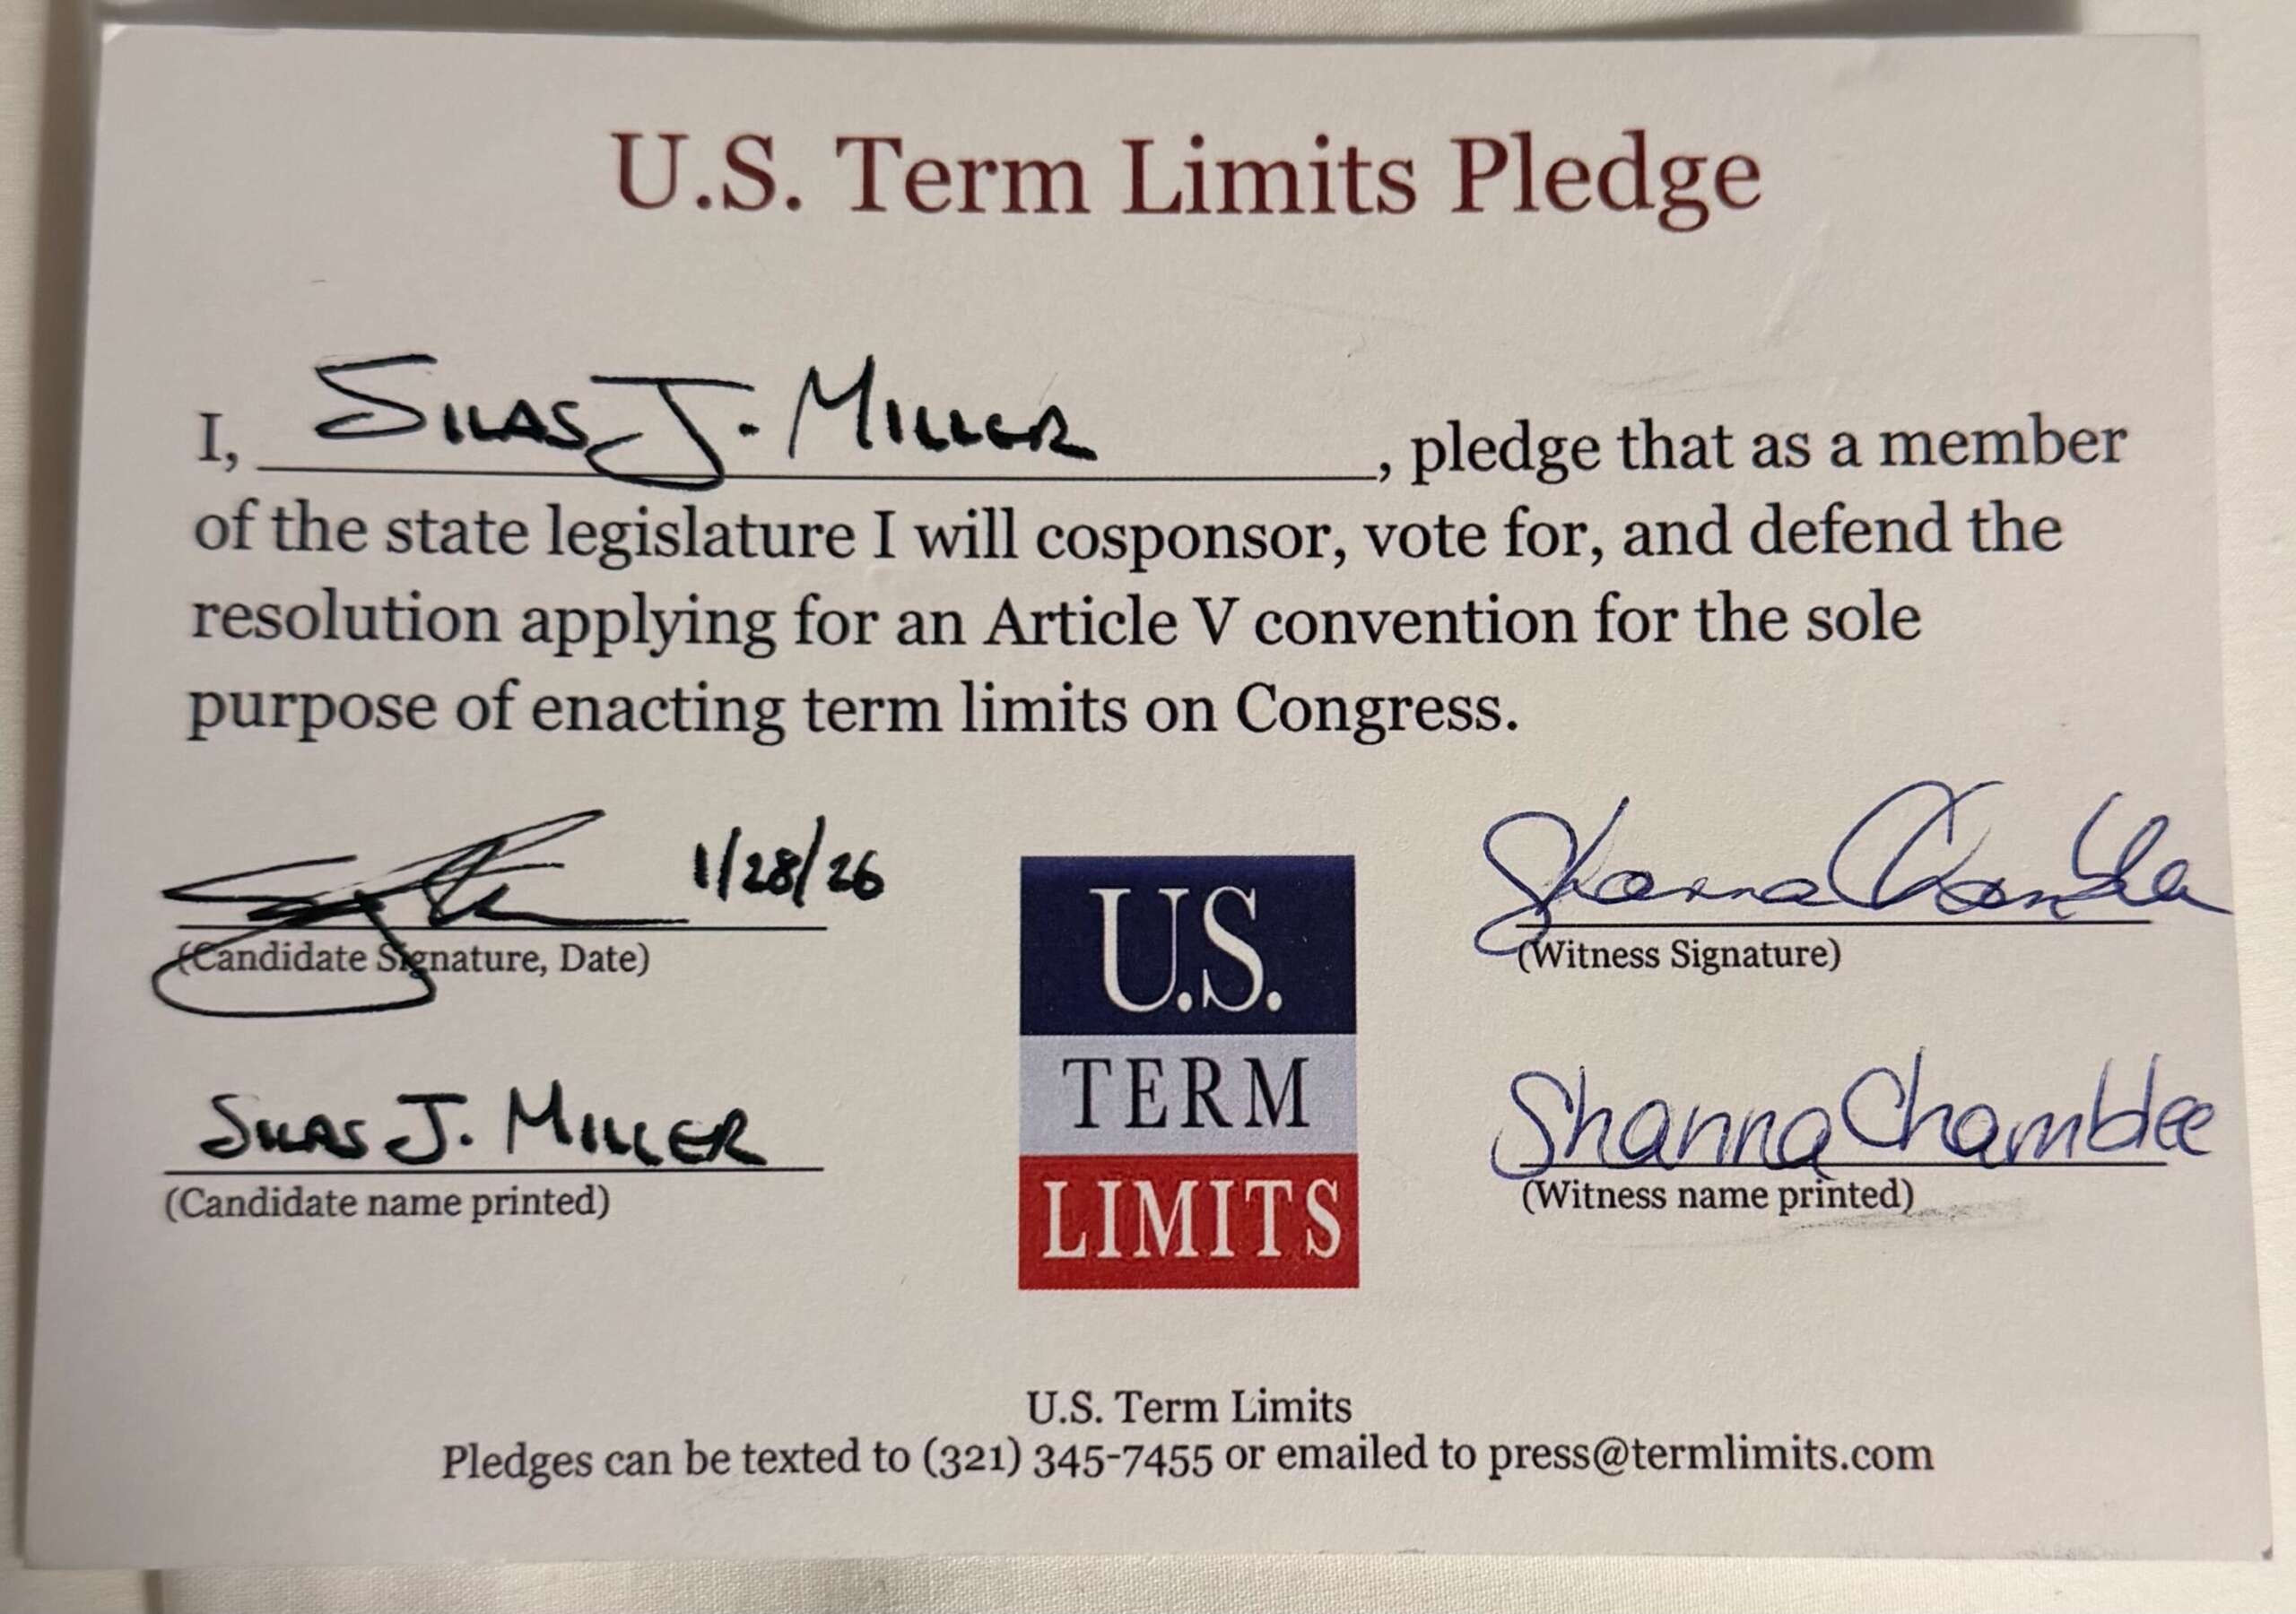 U.S. Term Limits Pledge
I, SILAS J. MILLER, pledge that as a member
of the state legislature I will cosponsor, vote for, and defend the
resolution applying for an Article V convention for the sole
purpose of enacting term limits on Congress.
1/28/26
(Candidate Signature, Date)
SILAS J. MILLER
(Candidate name printed)
U.S.
TERM
LIMITS
Shanna Chamblee
(Witness Signature)
Shanna Chamblee
(Witness name printed)
U.S. Term Limits
Pledges can be texted to (321) 345-7455 or emailed to press@termlimits.com